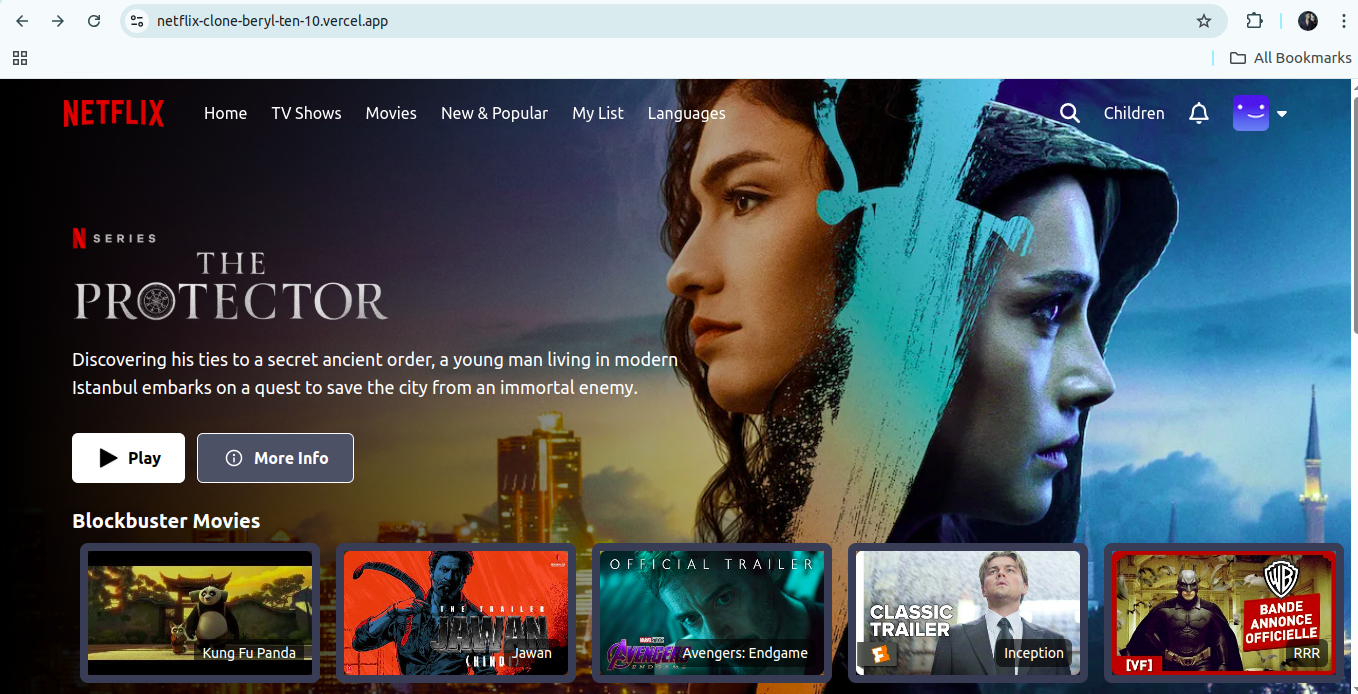 netflix-clone-beryl-ten-10.vercel.app
All Bookmarks
NETFLIX
Home TV Shows Movies New & Popular My List Languages
Children
N SERIES
THE
PROTECTOR
Discovering his ties to a secret ancient order, a young man living in modern
Istanbul embarks on a quest to save the city from an immortal enemy.
Play
More Info
Blockbuster Movies
Kung Fu Panda
THE TRAILER
JAWAN
(HINDI)
Jawan
OFFICIAL TRAILER
MARVEL STUDIOS
AVENGERS
ENDGAME
Avengers: Endgame
CLASSIC
TRAILER
Inception
WB
BANDE
ANNONCE
OFFICIELLE
[VF]
RRR